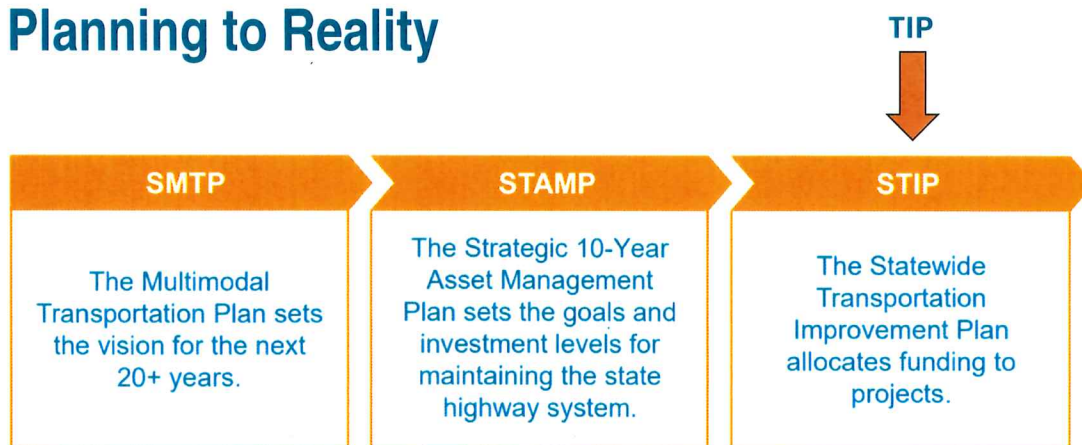 Planning to Reality
TIP
SMTP
The Multimodal
Transportation Plan sets
the vision for the next
20+ years.
STAMP
The Strategic 10-Year
Asset Management
Plan sets the goals and
investment levels for
maintaining the state
highway system.
STIP
The Statewide
Transportation
Improvement Plan
allocates funding to
projects.